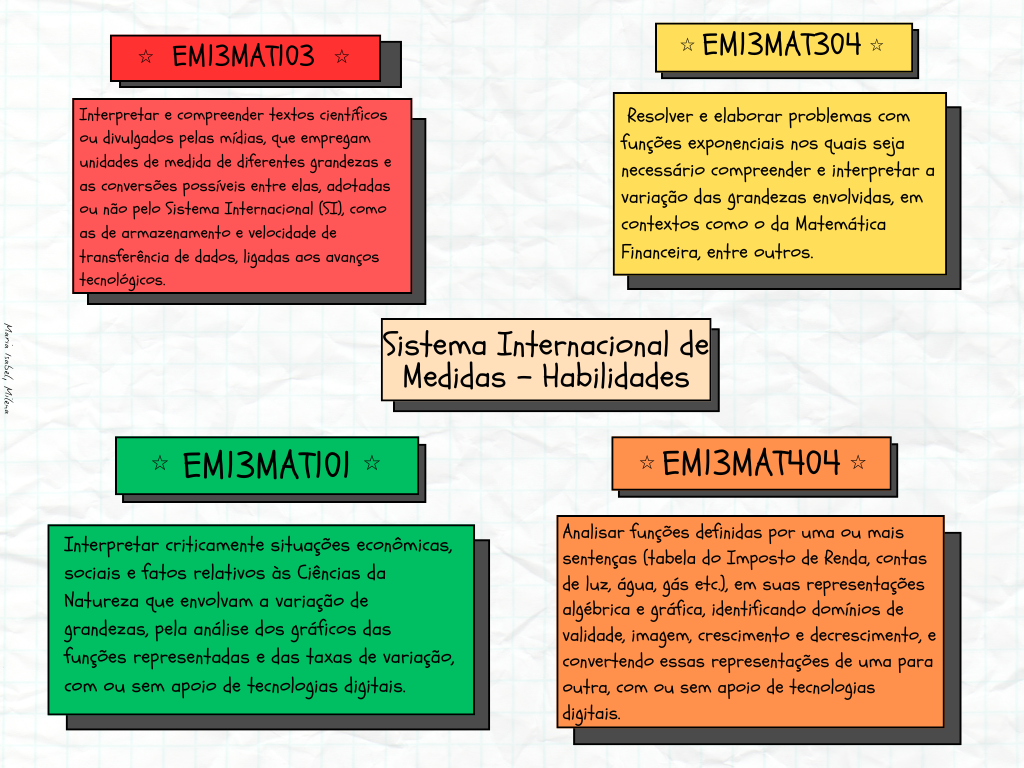 ☆ EM13MAT103 ☆
Interpretar e compreender textos científicos
ou divulgados pelas mídias, que empregam
unidades de medida de diferentes grandezas e
as conversões possíveis entre elas, adotadas
ou não pelo Sistema Internacional (SI), como
as de armazenamento e velocidade de
transferência de dados, ligadas aos avanços
tecnológicos.
☆ EM13MAT304 ☆
Resolver e elaborar problemas com
funções exponenciais nos quais seja
necessário compreender e interpretar a
variação das grandezas envolvidas, em
contextos como o da Matemática
Financeira, entre outros.
Sistema Internacional de
Medidas - Habilidades
Maria Isabel, Milena
☆ EM13MAT101 ☆
Interpretar criticamente situações econômicas,
sociais e fatos relativos às Ciências da
Natureza que envolvam a variação de
grandezas, pela análise dos gráficos das
funções representadas e das taxas de variação,
com ou sem apoio de tecnologias digitais.
☆ EM13MAT404 ☆
Analisar funções definidas por uma ou mais
sentenças (tabela do Imposto de Renda, contas
de luz, água, gás etc.), em suas representações
algébrica e gráfica, identificando domínios de
validade, imagem, crescimento e decrescimento, e
convertendo essas representações de uma para
outra, com ou sem apoio de tecnologias
digitais.